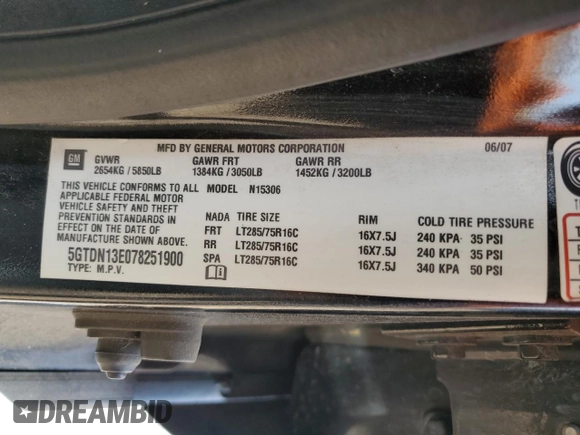 MFD BY GENERAL MOTORS CORPORATION 06/07
GM GVWR GAWR FRT GAWR RR
2654KG / 5850LB 1384KG / 3050LB 1452KG / 3200LB
THIS VEHICLE CONFORMS TO ALL MODEL N15306
APPLICABLE FEDERAL MOTOR
VEHICLE SAFETY AND THEFT
PREVENTION STANDARDS IN
EFFECT ON THE DATE OF
MANUFACTURE SHOWN ABOVE.
5GTDN13E078251900
TYPE: M.P.V.
NADA TIRE SIZE RIM COLD TIRE PRESSURE
FRT LT285/75R16C 16X7.5J 240 KPA 35 PSI
RR LT285/75R16C 16X7.5J 240 KPA 35 PSI
SPA LT285/75R16C 16X7.5J 340 KPA 50 PSI
DREAMBID